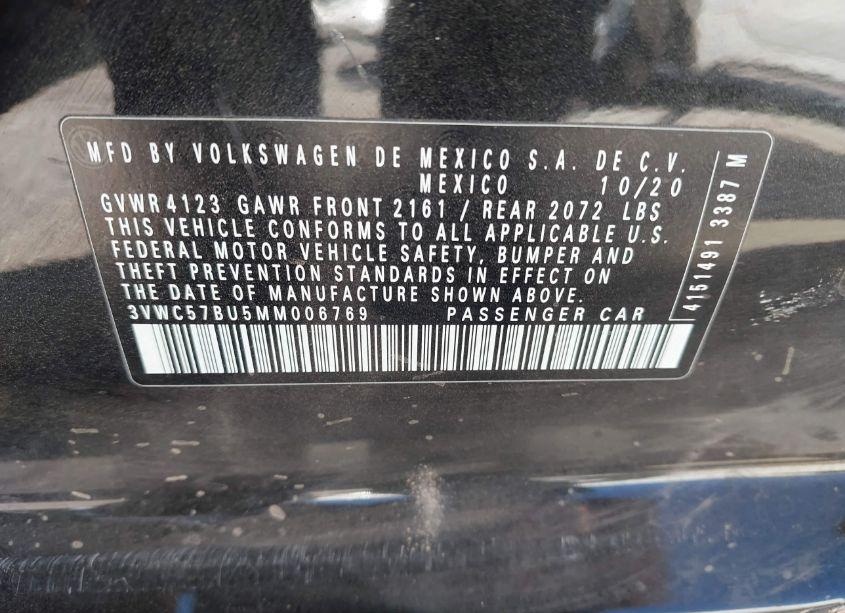 MFD BY VOLKSWAGEN DE MEXICO S.A. DE C.V.
MEXICO 10/20
GVWR 4123 GAWR FRONT 2161 / REAR 2072 LBS
THIS VEHICLE CONFORMS TO ALL APPLICABLE U.S.
FEDERAL MOTOR VEHICLE SAFETY, BUMPER AND
THEFT PREVENTION STANDARDS IN EFFECT ON
THE DATE OF MANUFACTURE SHOWN ABOVE.
3VWC57BU5MM006769 PASSENGER CAR
4151491 3387 M